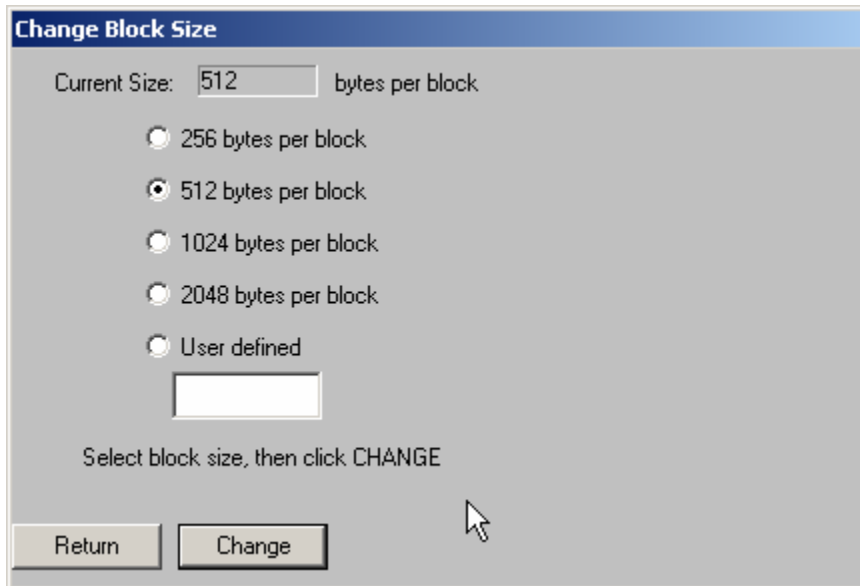 Change Block Size
Current Size: 512 bytes per block
256 bytes per block
512 bytes per block
1024 bytes per block
2048 bytes per block
User defined
Select block size, then click CHANGE
Return Change